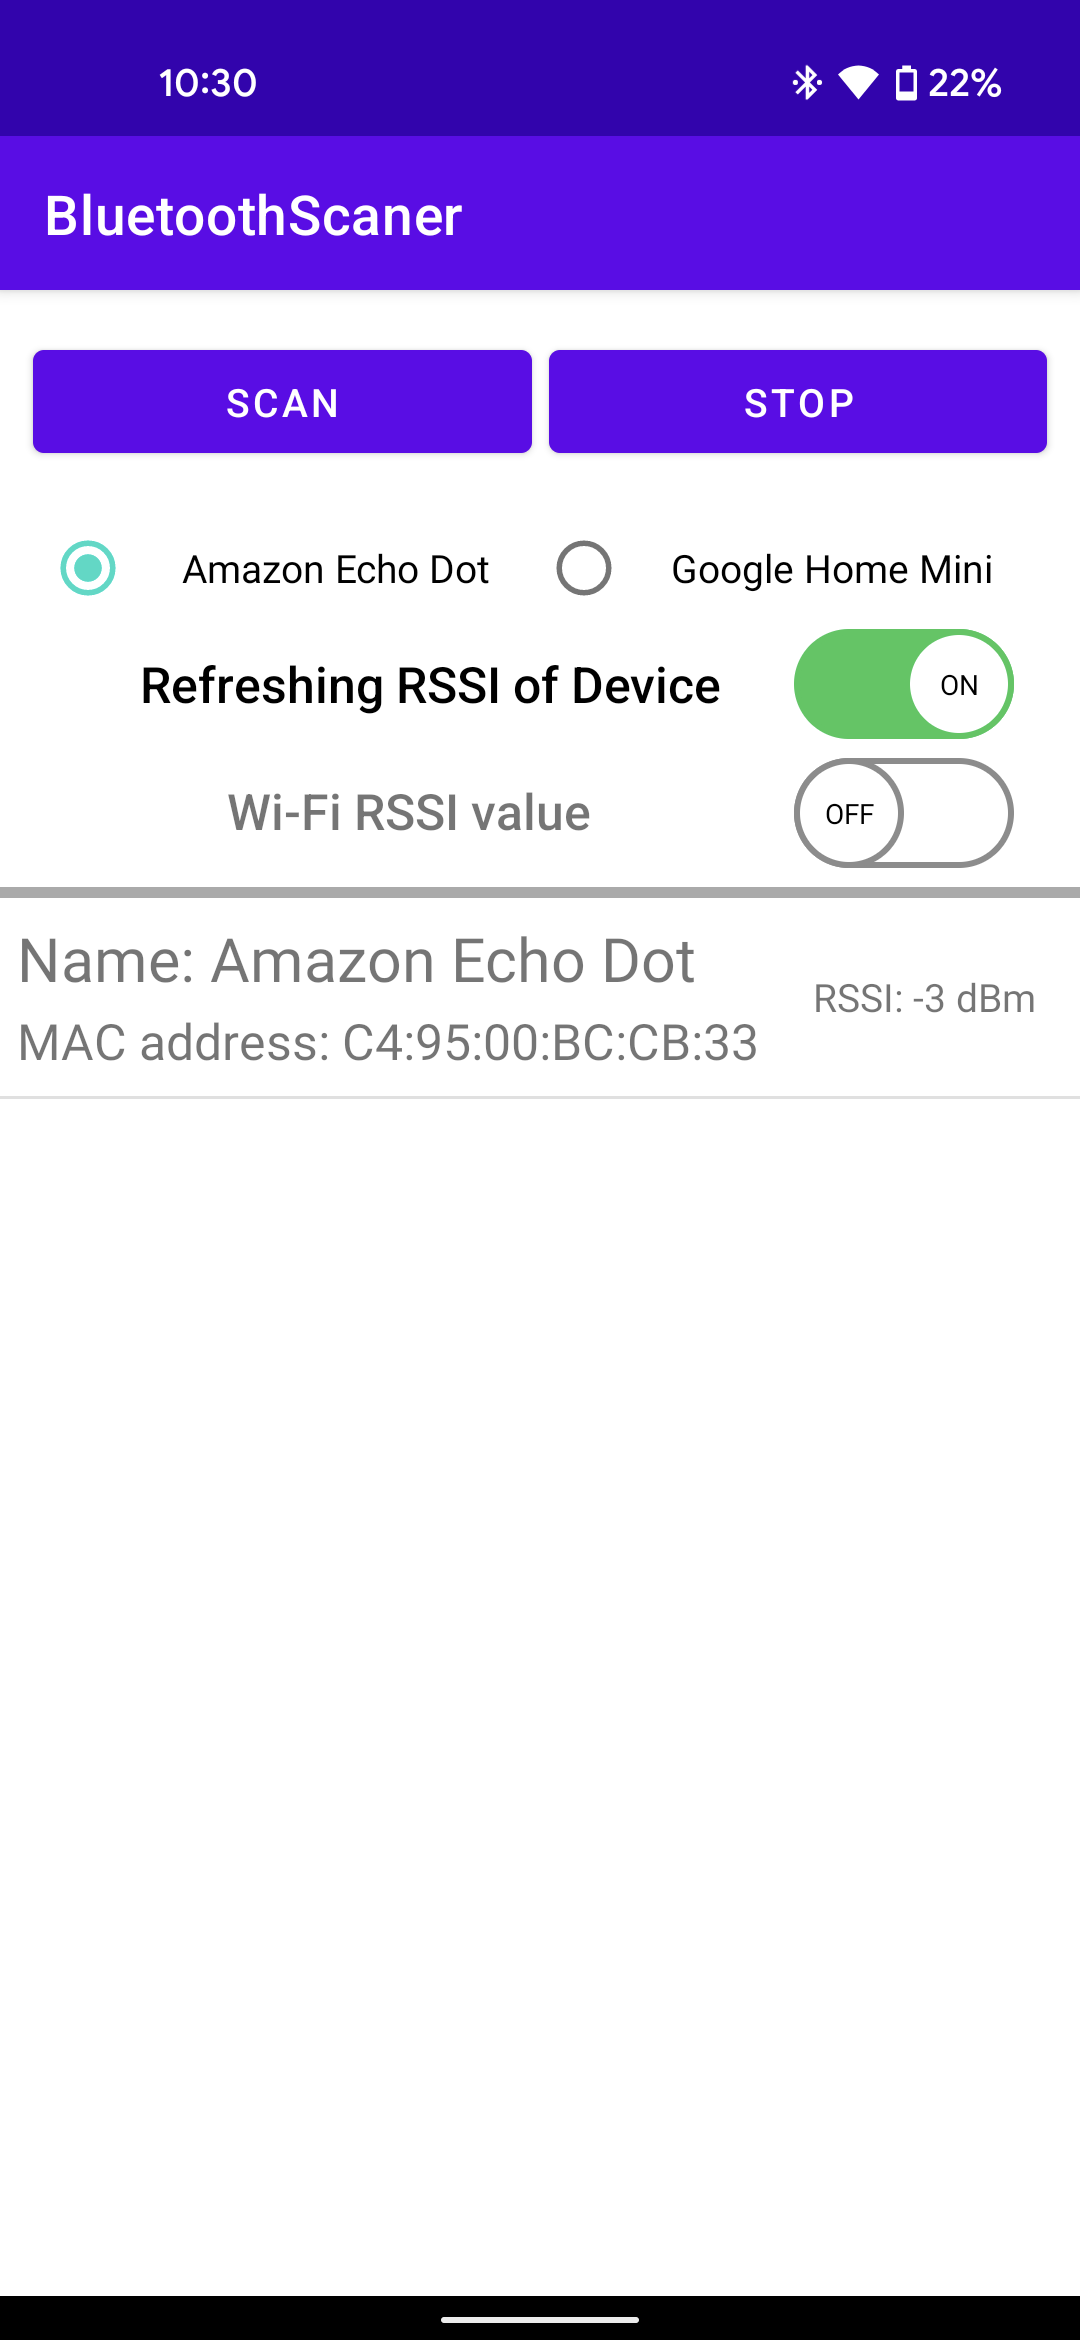 10:30 22%
BluetoothScaner
SCAN STOP
Amazon Echo Dot Google Home Mini
Refreshing RSSI of Device ON
Wi-Fi RSSI value OFF
Name: Amazon Echo Dot
RSSI: -3 dBm
MAC address: C4:95:00:BC:CB:33